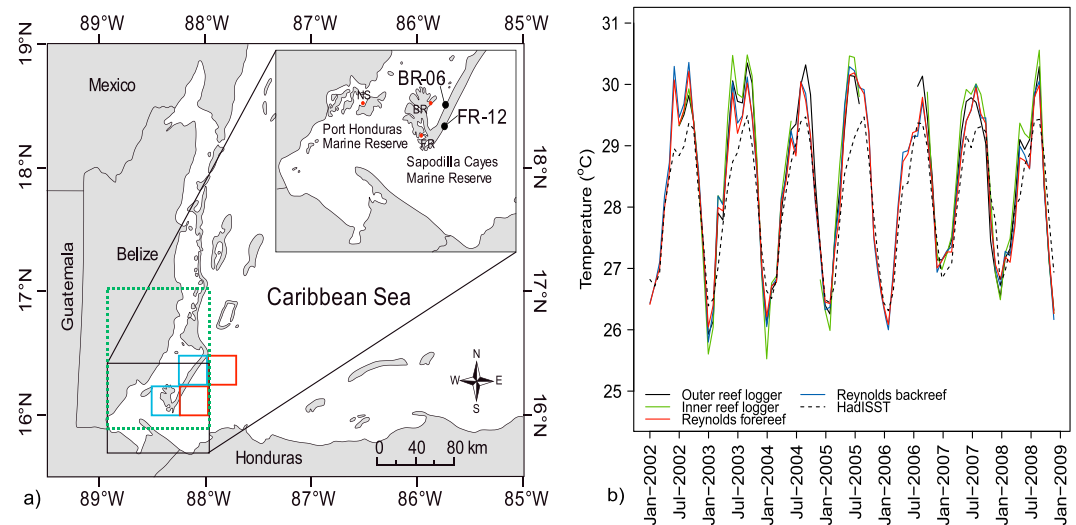 89°W 88°W 87°W 86°W 85°W
19°N
18°N
17°N
16°N
Mexico
Belize
Guatemala
Honduras
Caribbean Sea
NS
BR-06
BR
FR-12
FR
Port Honduras
Marine Reserve
Sapodilla Cayes
Marine Reserve
N
W E
S
0 40 80 km
18°N
17°N
16°N
a)
89°W 88°W 87°W 86°W 85°W
Temperature (°C)
31
30
29
28
27
26
25
Outer reef logger
Inner reef logger
Reynolds forereef
Reynolds backreef
HadISST
b)
Jan−2002
Jul−2002
Jan−2003
Jul−2003
Jan−2004
Jul−2004
Jan−2005
Jul−2005
Jan−2006
Jul−2006
Jan−2007
Jul−2007
Jan−2008
Jul−2008
Jan−2009